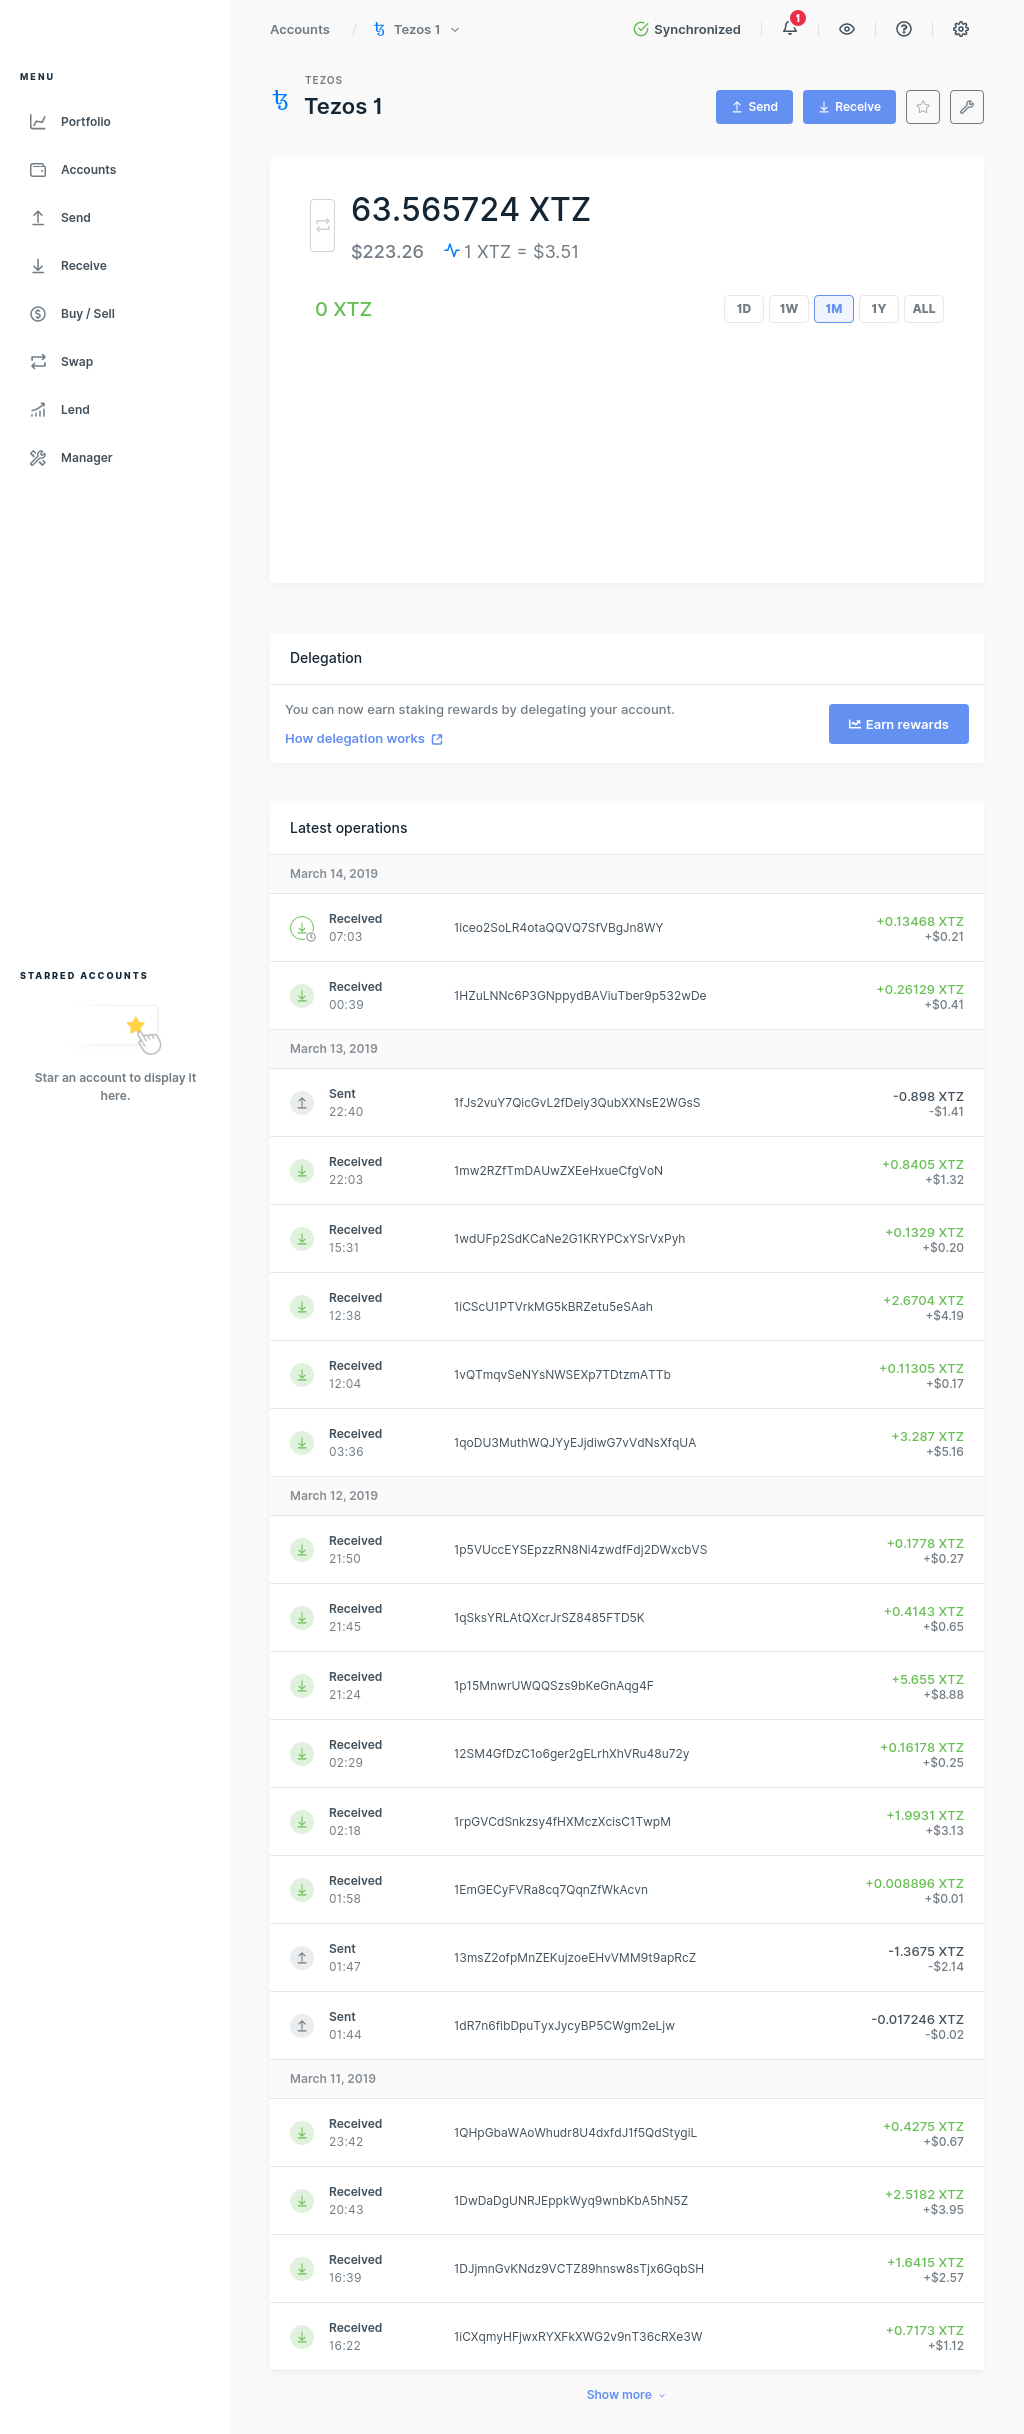 Accounts / Tezos 1
Synchronized
1
MENU
Portfolio
Accounts
Send
Receive
Buy / Sell
Swap
Lend
Manager
STARRED ACCOUNTS
Star an account to display it
here.
TEZOS
Tezos 1
Send
Receive
63.565724 XTZ
$223.26 1 XTZ = $3.51
0 XTZ
1D 1W 1M 1Y ALL
Delegation
You can now earn staking rewards by delegating your account.
How delegation works
Earn rewards
Latest operations
March 14, 2019
Received 1iceo2SoLR4otaQQVQ7SfVBgJn8WY +0.13468 XTZ
07:03 +$0.21
Received 1HZuLNNc6P3GNppydBAViuTber9p532wDe +0.26129 XTZ
00:39 +$0.41
March 13, 2019
Sent 1fJs2vuY7QicGvL2fDeiy3QubXXNsE2WGsS -0.898 XTZ
22:40 -$1.41
Received 1mw2RZfTmDAUwZXEeHxueCfgVoN +0.8405 XTZ
22:03 +$1.32
Received 1wdUFp2SdKCaNe2G1KRYPCxYSrVxPyh +0.1329 XTZ
15:31 +$0.20
Received 1iCScU1PTVrkMG5kBRZetu5eSAah +2.6704 XTZ
12:38 +$4.19
Received 1vQTmqvSeNYsNWSEXp7TDtzmATTb +0.11305 XTZ
12:04 +$0.17
Received 1qoDU3MuthWQJYyEJjdiwG7vVdNsXfqUA +3.287 XTZ
03:36 +$5.16
March 12, 2019
Received 1p5VUccEYSEpzzRN8Ni4zwdfFdj2DWxcbVS +0.1778 XTZ
21:50 +$0.27
Received 1qSksYRLAtQXcrJrSZ8485FTD5K +0.4143 XTZ
21:45 +$0.65
Received 1p15MnwrUWQQSzs9bKeGnAqg4F +5.655 XTZ
21:24 +$8.88
Received 12SM4GfDzC1o6ger2gELrhXhVRu48u72y +0.16178 XTZ
02:29 +$0.25
Received 1rpGVCdSnkzsy4fHXMczXcisC1TwpM +1.9931 XTZ
02:18 +$3.13
Received 1EmGECyFVRa8cq7QqnZfWkAcvn +0.008896 XTZ
01:58 +$0.01
Sent 13msZ2ofpMnZEKujzoeEHvVMM9t9apRcZ -1.3675 XTZ
01:47 -$2.14
Sent 1dR7n6fibDpuTyxJycyBP5CWgm2eLjw -0.017246 XTZ
01:44 -$0.02
March 11, 2019
Received 1QHpGbaWAoWhudr8U4dxfdJ1f5QdStygiL +0.4275 XTZ
23:42 +$0.67
Received 1DwDaDgUNRJEppkWyq9wnbKbA5hN5Z +2.5182 XTZ
20:43 +$3.95
Received 1DJjmnGvKNdz9VCTZ89hnsw8sTjx6GqbSH +1.6415 XTZ
16:39 +$2.57
Received 1iCXqmyHFjwxRYXFkXWG2v9nT36cRXe3W +0.7173 XTZ
16:22 +$1.12
Show more